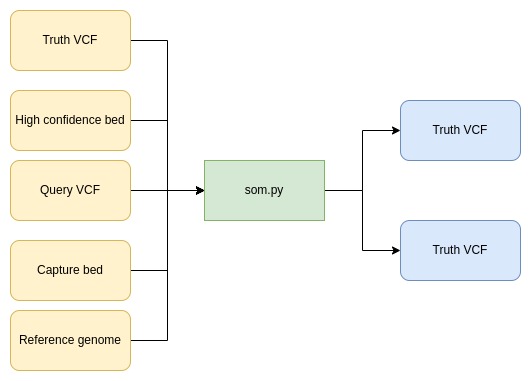 Truth VCF
High confidence bed
Query VCF
Capture bed
Reference genome
som.py
Truth VCF
Truth VCF